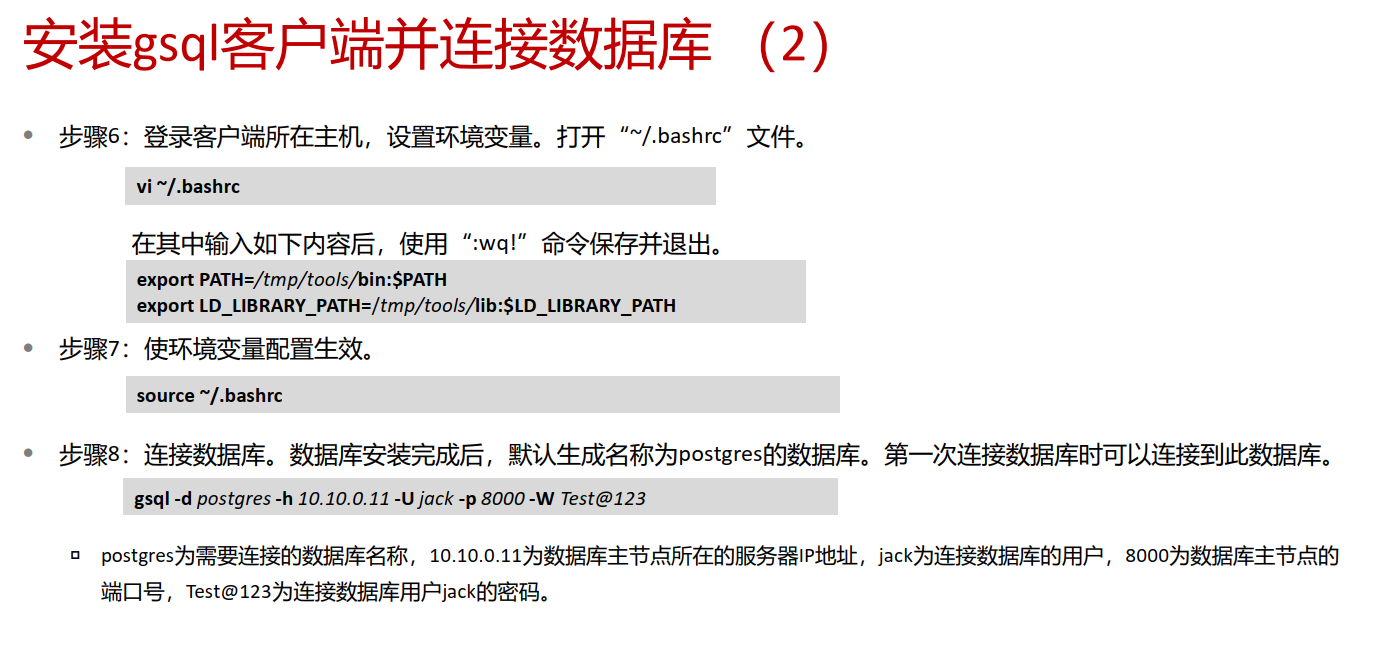 安装gsql客户端并连接数据库 （2）
• 步骤6：登录客户端所在主机，设置环境变量。打开“~/.bashrc”文件。
vi ~/.bashrc
在其中输入如下内容后，使用“:wq!”命令保存并退出。
export PATH=/tmp/tools/bin:$PATH
export LD_LIBRARY_PATH=/tmp/tools/lib:$LD_LIBRARY_PATH
• 步骤7：使环境变量配置生效。
source ~/.bashrc
• 步骤8：连接数据库。数据库安装完成后，默认生成名称为postgres的数据库。第一次连接数据库时可以连接到此数据库。
gsql -d postgres -h 10.10.0.11 -U jack -p 8000 -W Test@123
▫ postgres为需要连接的数据库名称，10.10.0.11为数据库主节点所在的服务器IP地址，jack为连接数据库的用户，8000为数据库主节点的
端口号，Test@123为连接数据库用户jack的密码。